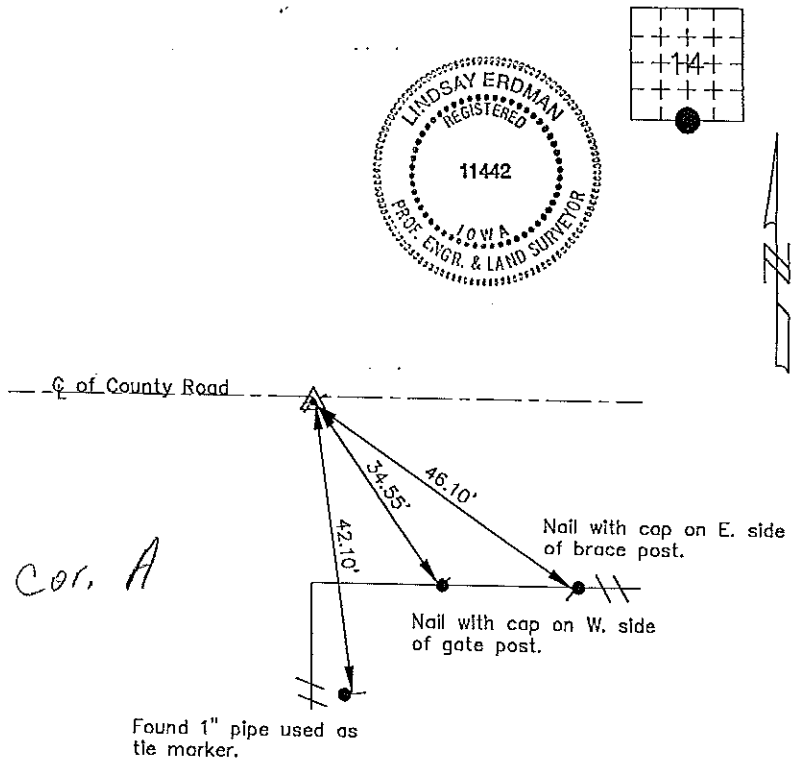 LINDSAY ERDMAN
REGISTERED
11442
IOWA
PROF. ENGR. & LAND SURVEYOR
14
N
℄ of County Road
34.55'
46.10'
42.10'
Cor. A
Nail with cap on E. side
of brace post.
Nail with cap on W. side
of gate post.
Found 1" pipe used as
tie marker.